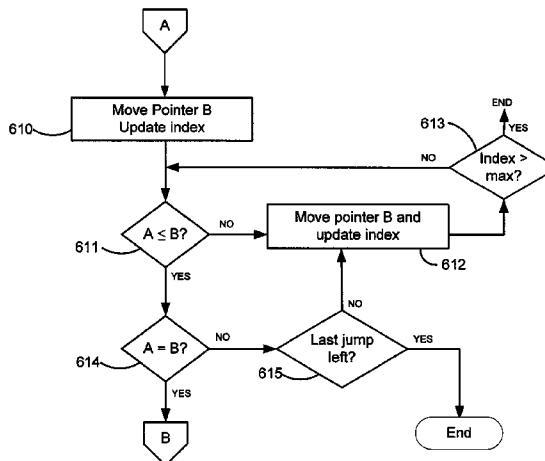 A
Move Pointer B
Update index
610
END
YES
613
Index >
max?
NO
A ≤ B?
611
NO
YES
Move pointer B and
update index
612
A = B?
614
NO
YES
Last jump
left?
615
NO
YES
B
End